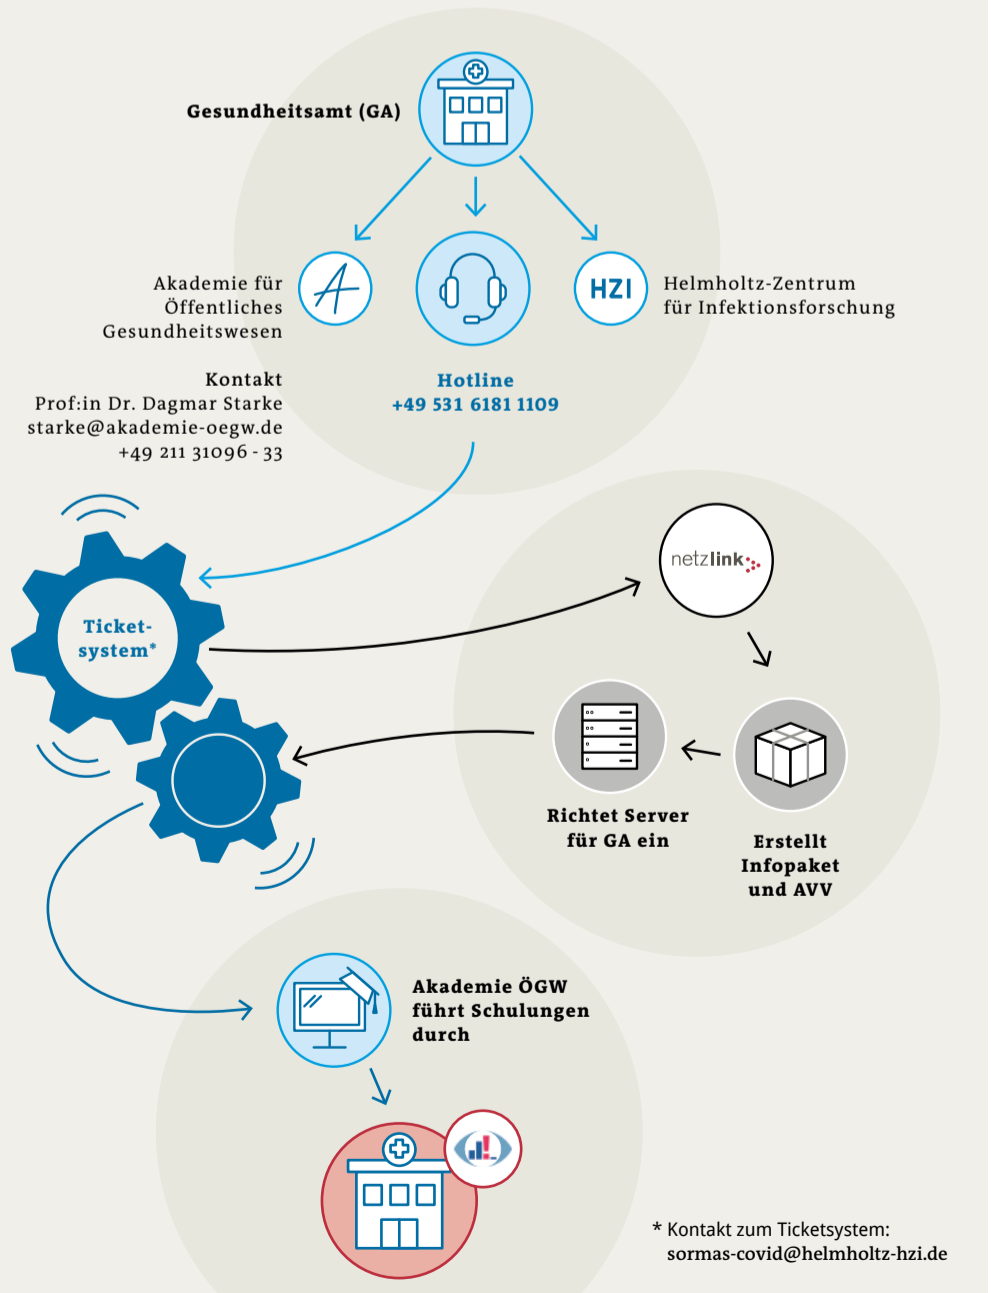 Gesundheitsamt (GA)
Akademie für
Öffentliches
Gesundheitswesen
Kontakt
Prof:in Dr. Dagmar Starke
starke@akademie-oegw.de
+49 211 31096 - 33
Hotline
+49 531 6181 1109
HZI
Helmholtz-Zentrum
für Infektionsforschung
Ticket-
system*
netzlink
Erstellt
Infopaket
und AVV
Richtet Server
für GA ein
Akademie ÖGW
führt Schulungen
durch
* Kontakt zum Ticketsystem:
sormas-covid@helmholtz-hzi.de